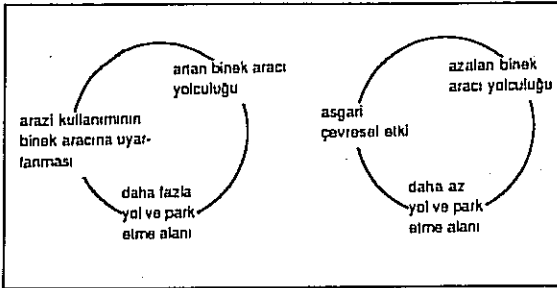 artan binek aracı
yolculuğu
arazi kullanımının
binek aracına uyar-
lanması
daha fazla
yol ve park
etme alanı
azalan binek
aracı yolculuğu
asgari
çevresel etki
daha az
yol ve park
etme alanı